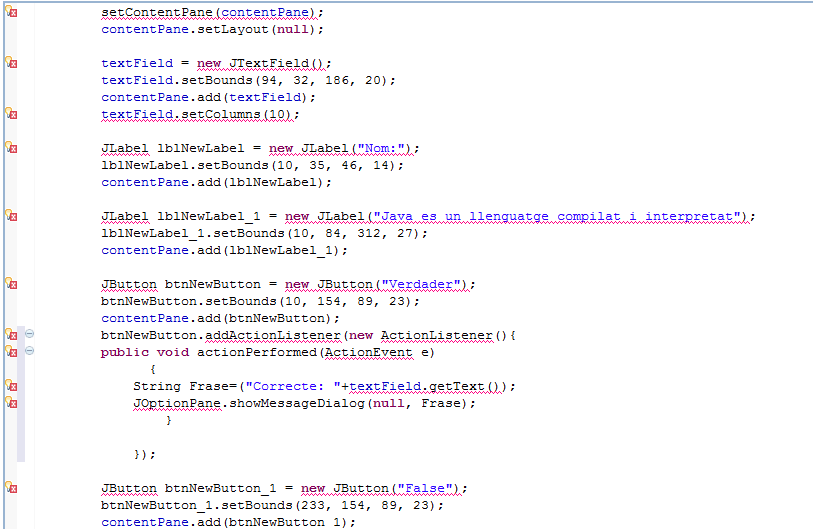 setContentPane(contentPane);
contentPane.setLayout(null);
textField = new JTextField();
textField.setBounds(94, 32, 186, 20);
contentPane.add(textField);
textField.setColumns(10);
JLabel lblNewLabel = new JLabel("Nom:");
lblNewLabel.setBounds(10, 35, 46, 14);
contentPane.add(lblNewLabel);
JLabel lblNewLabel_1 = new JLabel("Java es un llenguatge compilat i interpretat");
lblNewLabel_1.setBounds(10, 84, 312, 27);
contentPane.add(lblNewLabel_1);
JButton btnNewButton = new JButton("Verdader");
btnNewButton.setBounds(10, 154, 89, 23);
contentPane.add(btnNewButton);
btnNewButton.addActionListener(new ActionListener(){
public void actionPerformed(ActionEvent e)
{
String Frase=("Correcte: "+textField.getText());
JOptionPane.showMessageDialog(null, Frase);
}
});
JButton btnNewButton_1 = new JButton("False");
btnNewButton_1.setBounds(233, 154, 89, 23);
contentPane.add(btnNewButton_1);